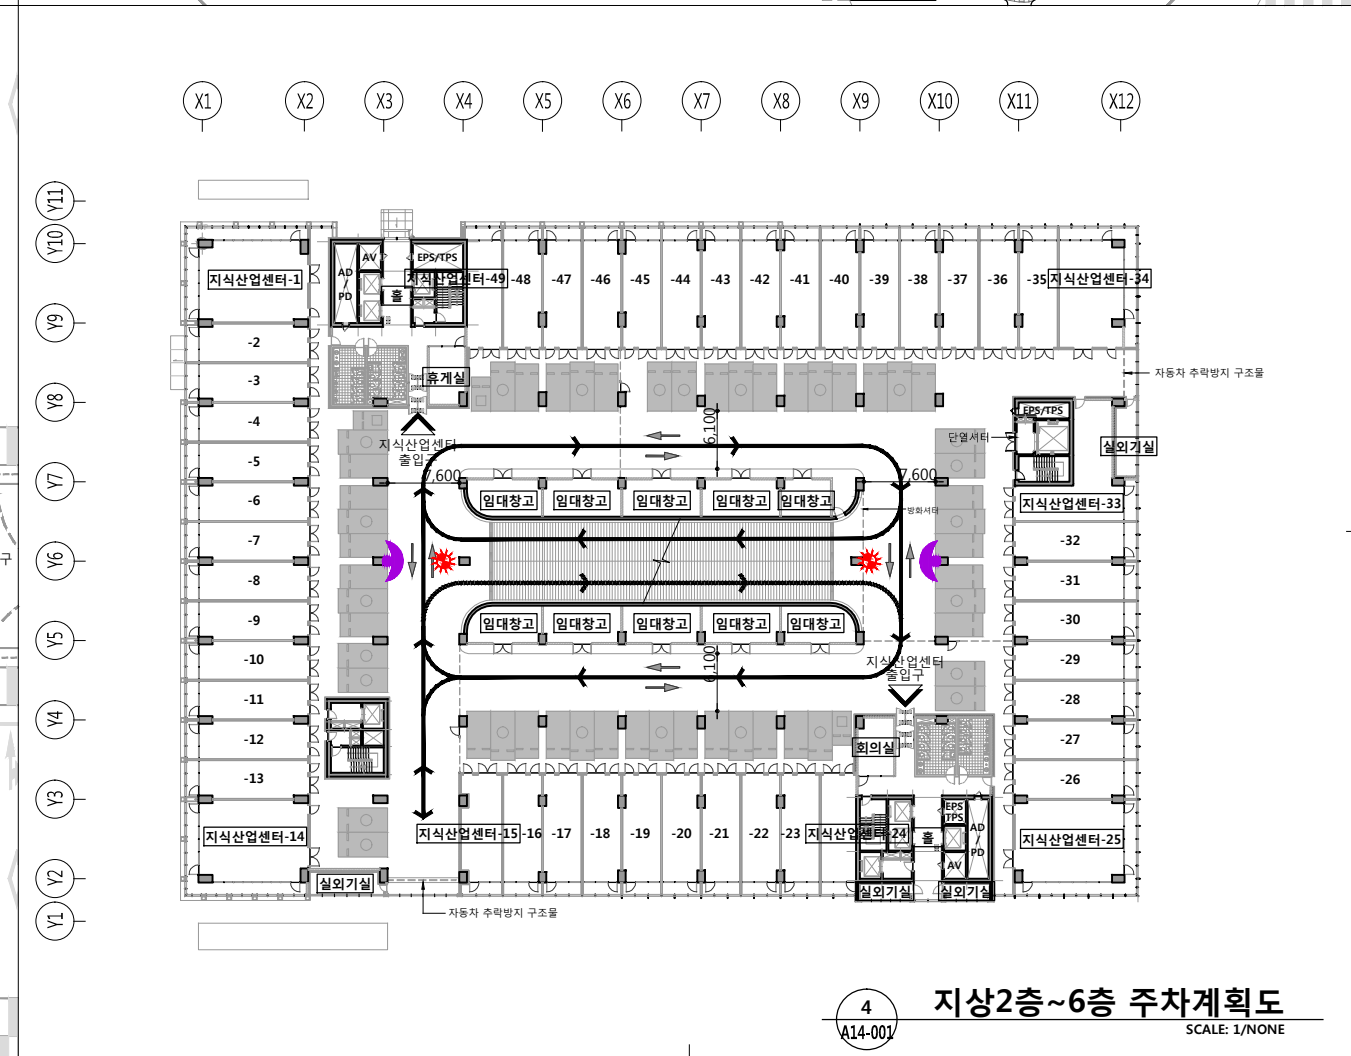 X1 X2 X3 X4 X5 X6 X7 X8 X9 X10 X11 X12
Y11
Y10
Y9
Y8
Y7
Y6
Y5
Y4
Y3
Y2
Y1
지식산업센터-1
-2
-3
-4
-5
-6
-7
-8
-9
-10
-11
-12
-13
지식산업센터-14
AD / PD
AV
홀
EPS/TPS
지식산업센터-49
-48
-47
-46
-45
-44
-43
-42
-41
-40
-39
-38
-37
-36
-35
지식산업센터-34
휴게실
자동차 추락방지 구조물
지식산업센터
출입구
6,100
EPS/TPS
단열셔터
실외기실
7,600
7,600
임대창고 임대창고 임대창고 임대창고 임대창고
방화셔터
지식산업센터-33
-32
-31
-30
-29
-28
-27
-26
지식산업센터-25
임대창고 임대창고 임대창고 임대창고 임대창고
6,100
지식산업센터
출입구
회의실
지식산업센터-15
-16
-17
-18
-19
-20
-21
-22
-23
지식산업센터-24
홀
EPS
TPS
AD / PD
AV
실외기실
실외기실
실외기실
자동차 추락방지 구조물
구
4
A14-001
지상2층~6층 주차계획도
SCALE: 1/NONE